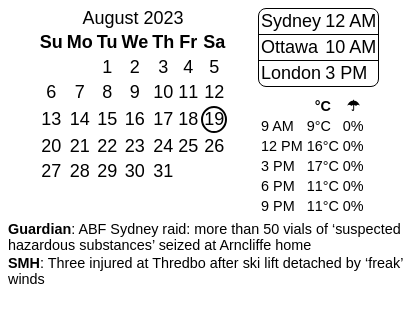 August 2023
Su Mo Tu We Th Fr Sa
1 2 3 4 5
6 7 8 9 10 11 12
13 14 15 16 17 18 19
20 21 22 23 24 25 26
27 28 29 30 31
Sydney 12 AM
Ottawa 10 AM
London 3 PM
°C ☂
9 AM 9°C 0%
12 PM 16°C 0%
3 PM 17°C 0%
6 PM 11°C 0%
9 PM 11°C 0%
Guardian: ABF Sydney raid: more than 50 vials of ‘suspected
hazardous substances’ seized at Arncliffe home
SMH: Three injured at Thredbo after ski lift detached by ‘freak’
winds